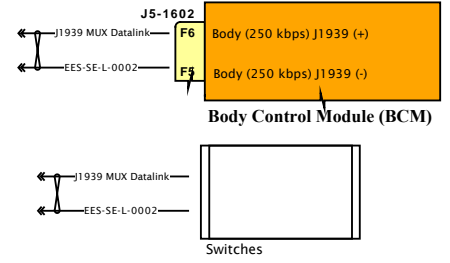 J5-1602
J1939 MUX Datalink
F6
Body (250 kbps) J1939 (+)
EES-SE-L-0002
F5
Body (250 kbps) J1939 (-)
Body Control Module (BCM)
J1939 MUX Datalink
EES-SE-L-0002
Switches